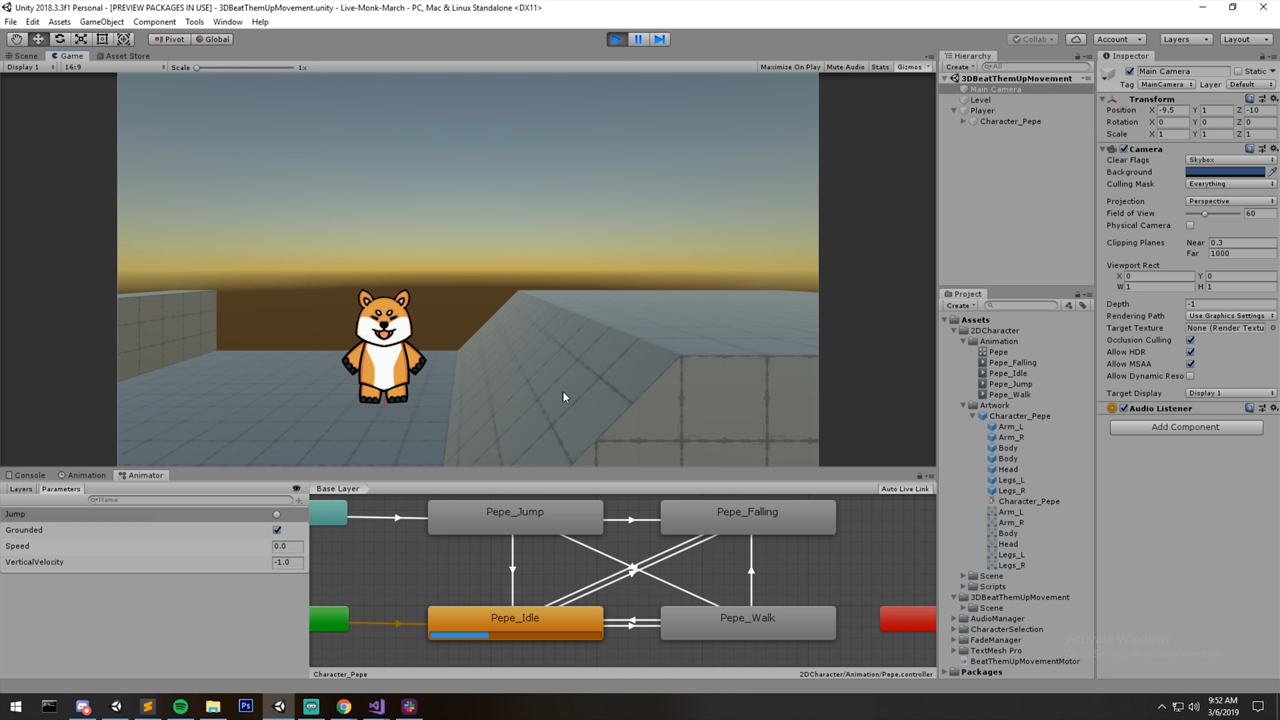 Unity 2018.3.3f1 Personal - [PREVIEW PACKAGES IN USE] - 3DBeatThemUpMovement.unity - Live-Monk-March - PC, Mac & Linux Standalone <DX11>
File Edit Assets GameObject Component Tools Window Help
Pivot Global Collab Account Layers Layout
Scene Game Asset Store
Display 1 16:9 Scale 1x Maximize On Play Mute Audio Stats Gizmos
Hierarchy
Create All
3DBeatThemUpMovement
Main Camera
Level
Player
Character_Pepe
Inspector
Main Camera Static
Tag MainCamera Layer Default
Transform
Position X -9.5 Y 1 Z -10
Rotation X 0 Y 0 Z 0
Scale X 1 Y 1 Z 1
Camera
Clear Flags Skybox
Background
Culling Mask Everything
Projection Perspective
Field of View 60
Physical Camera
Clipping Planes Near 0.3
Far 1000
Viewport Rect
X 0 Y 0
W 1 H 1
Depth -1
Rendering Path Use Graphics Settings
Target Texture None (Render Textu
Occlusion Culling
Allow HDR
Allow MSAA
Allow Dynamic Reso
Target Display Display 1
Audio Listener
Add Component
Project
Create
Assets
2DCharacter
Animation
Pepe
Pepe_Falling
Pepe_Idle
Pepe_Jump
Pepe_Walk
Artwork
Character_Pepe
Arm_L
Arm_R
Body
Body
Head
Legs_L
Legs_R
Character_Pepe
Arm_L
Arm_R
Body
Head
Legs_L
Legs_R
Scene
Scripts
3DBeatThemUpMovement
Scene
AudioManager
CharacterSelection
FadeManager
TextMesh Pro
BeatThemUpMovementMotor
Packages
Console Animation Animator
Layers Parameters Base Layer Auto Live Link
Name
Jump
Grounded
Speed 0.0
VerticalVelocity -1.0
Pepe_Jump Pepe_Falling
Pepe_Idle Pepe_Walk
Character_Pepe 2DCharacter/Animation/Pepe.controller
Activate Windows
9:52 AM
3/6/2019